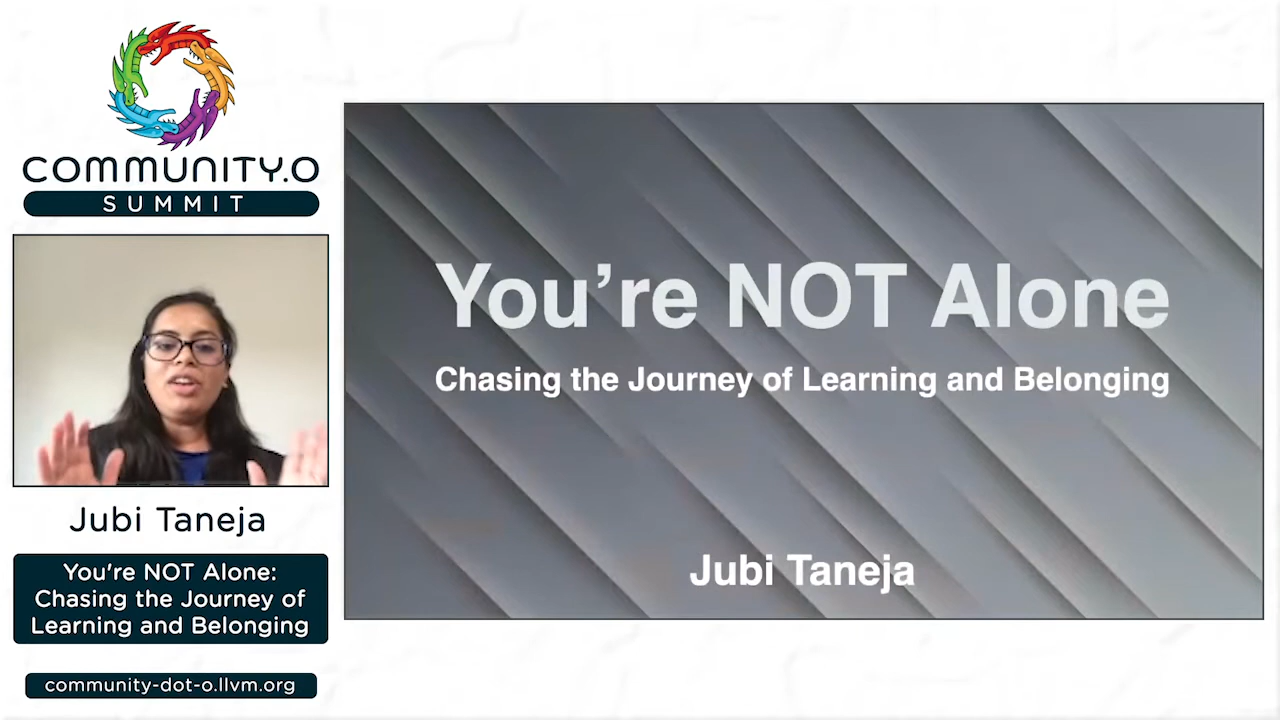 COMMUNITY.O
SUMMIT
Jubi Taneja
You're NOT Alone:
Chasing the Journey of
Learning and Belonging
community-dot-o.llvm.org
You’re NOT Alone
Chasing the Journey of Learning and Belonging
Jubi Taneja